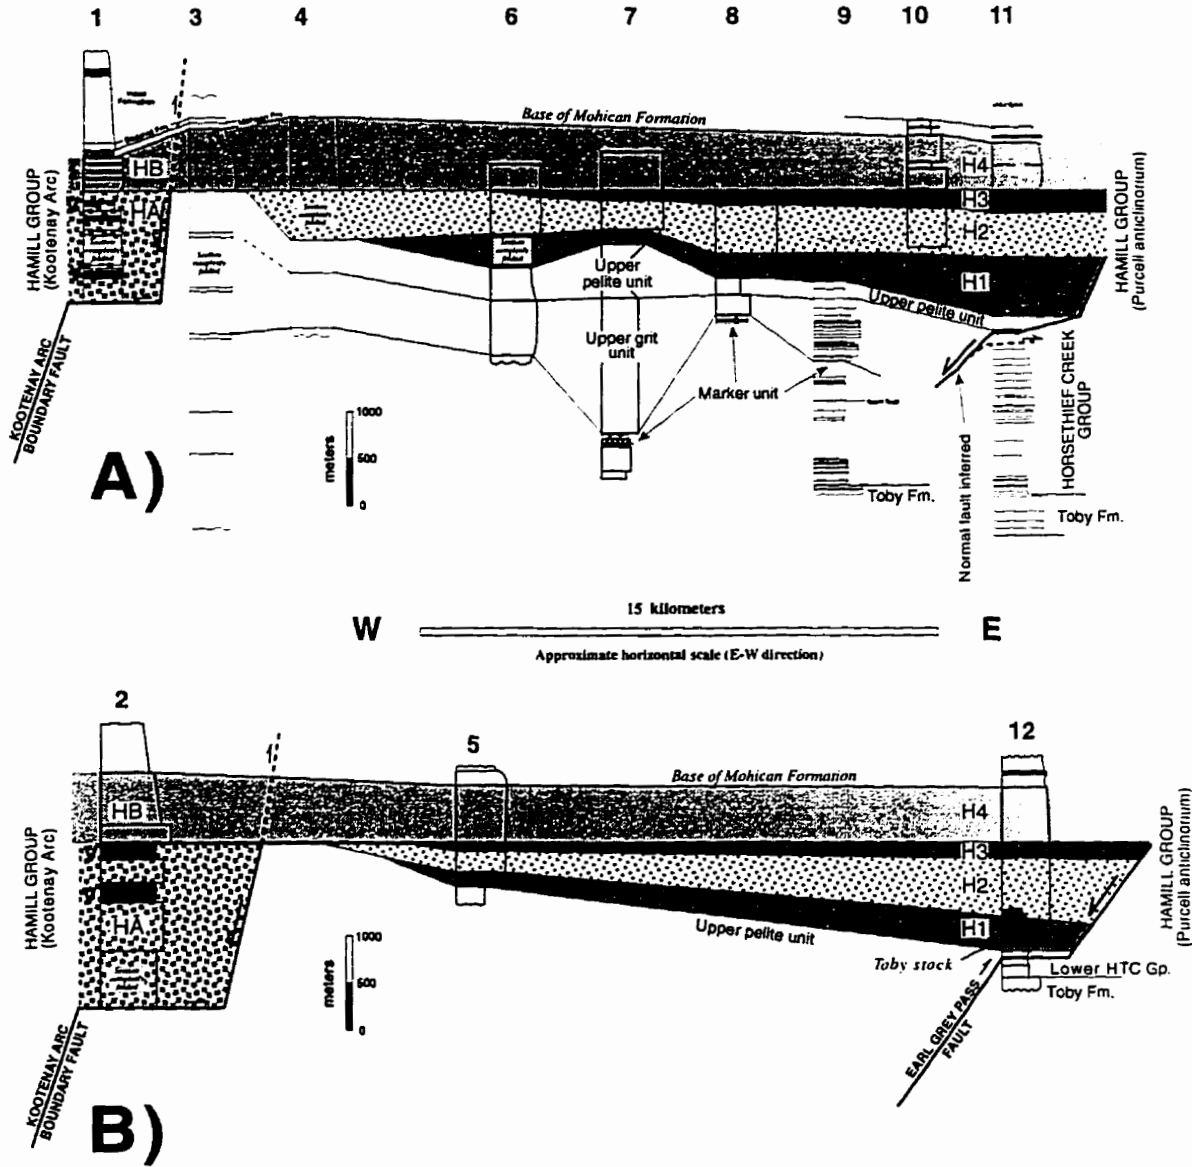 1 3 4 6 7 8 9 10 11
Base of Mohican Formation
HAMILL GROUP
(Kootenay Arc)
HB
HA
H4
H3
H2
H1
HAMILL GROUP
(Purcell anticlinorium)
Upper
pelite unit
Upper pelite unit
Upper grit
unit
Marker unit
KOOTENAY ARC
BOUNDARY FAULT
meters
1000
500
0
A)
Toby Fm.
Normal fault inferred
HORSETHIEF CREEK
GROUP
Toby Fm.
15 kilometers
W E
Approximate horizontal scale (E-W direction)
2
5
12
Base of Mohican Formation
HAMILL GROUP
(Kootenay Arc)
HB
HA
H4
H3
H2
H1
HAMILL GROUP
(Purcell anticlinorium)
Upper pelite unit
Toby stock
Lower HTC Gp.
Toby Fm.
EARL GREY PASS
FAULT
meters
1000
500
0
KOOTENAY ARC
BOUNDARY FAULT
B)